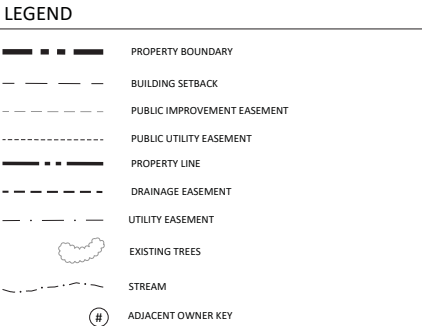 LEGEND
PROPERTY BOUNDARY
BUILDING SETBACK
PUBLIC IMPROVEMENT EASEMENT
PUBLIC UTILITY EASEMENT
PROPERTY LINE
DRAINAGE EASEMENT
UTILITY EASEMENT
EXISTING TREES
STREAM
# ADJACENT OWNER KEY